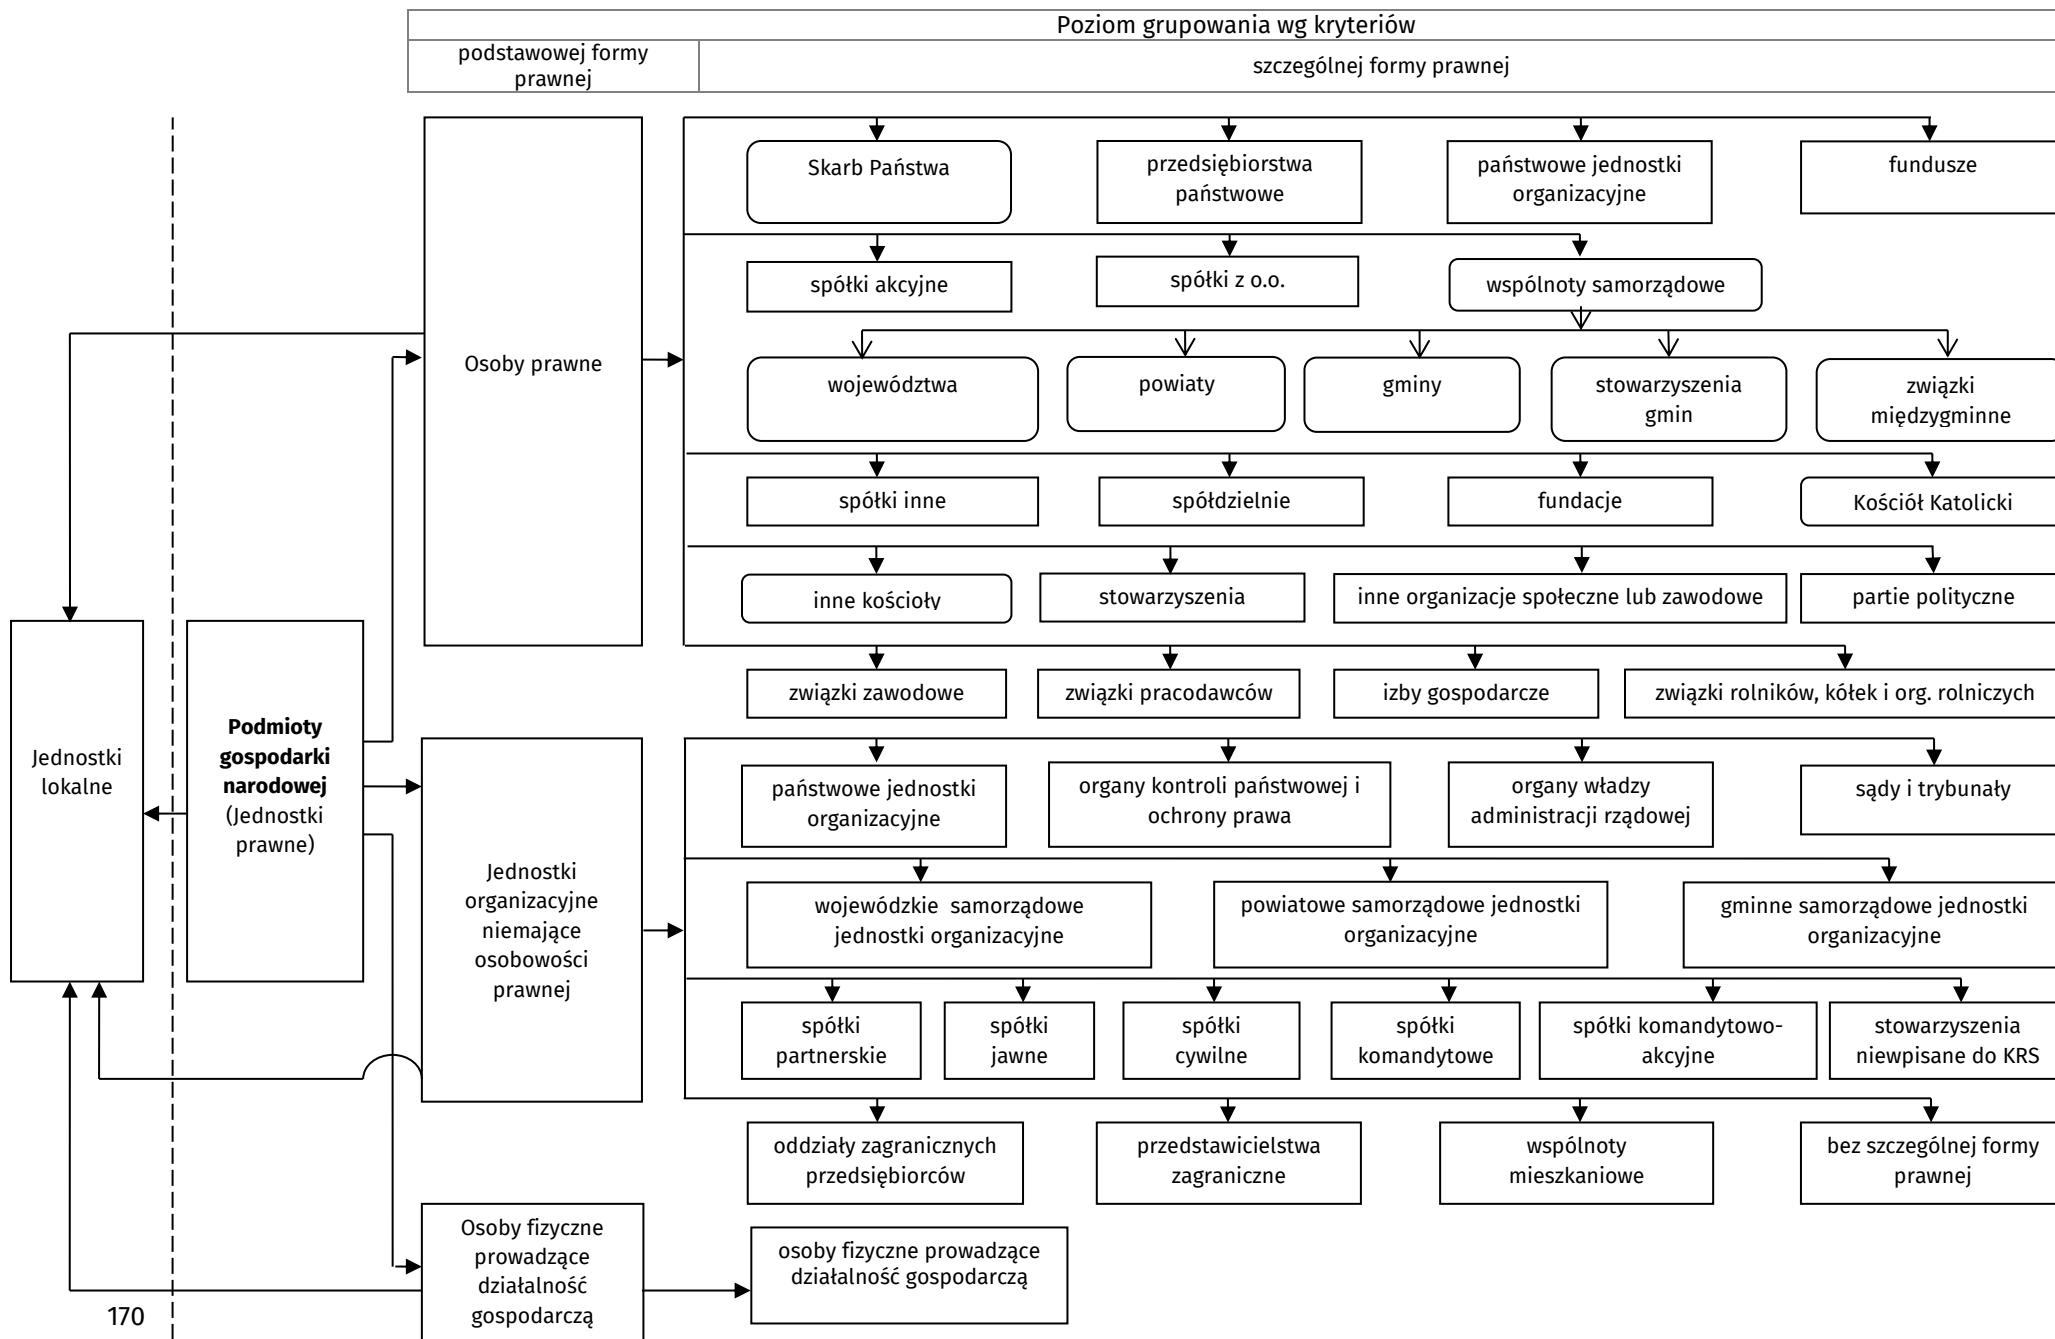 Poziom grupowania wg kryteriów
podstawowej formy
prawnej
szczególnej formy prawnej
Skarb Państwa
przedsiębiorstwa
państwowe
państwowe jednostki
organizacyjne
fundusze
spółki akcyjne
spółki z o.o.
wspólnoty samorządowe
Osoby prawne
województwa
powiaty
gminy
stowarzyszenia
gmin
związki
międzygminne
spółki inne
spółdzielnie
fundacje
Kościół Katolicki
inne kościoły
stowarzyszenia
inne organizacje społeczne lub zawodowe
partie polityczne
związki zawodowe
związki pracodawców
izby gospodarcze
związki rolników, kółek i org. rolniczych
Jednostki
lokalne
Podmioty
gospodarki
narodowej
(Jednostki
prawne)
Jednostki
organizacyjne
niemające
osobowości
prawnej
państwowe jednostki
organizacyjne
organy kontroli państwowej i
ochrony prawa
organy władzy
administracji rządowej
sądy i trybunały
wojewódzkie  samorządowe
jednostki organizacyjne
powiatowe samorządowe jednostki
organizacyjne
gminne samorządowe jednostki
organizacyjne
spółki
partnerskie
spółki
jawne
spółki
cywilne
spółki
komandytowe
spółki komandytowo-
akcyjne
stowarzyszenia
niewpisane do KRS
oddziały zagranicznych
przedsiębiorców
przedstawicielstwa
zagraniczne
wspólnoty
mieszkaniowe
bez szczególnej formy
prawnej
Osoby fizyczne
prowadzące
działalność
gospodarczą
osoby fizyczne prowadzące
działalność gospodarczą
170